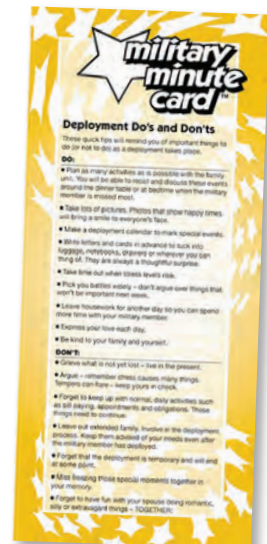 military
minute
card™
Deployment Do's and Don'ts
These quick tips will remind you of important things to
do (or not to do) as a deployment takes place.
DO:
• Plan as many activities as is possible with the family
unit. You will be able to recall and discuss these events
around the dinner table or at bedtime when the military
member is missed most.
• Take lots of pictures. Photos that show happy times
will bring a smile to everyone's face.
• Make a deployment calendar to mark special events.
• Write letters and cards in advance to tuck into
luggage, notebooks, drawers or wherever you can
thing of. They are always a thoughtful surprise.
• Take time out when stress levels risk.
• Pick you battles wisely – don't argue over things that
won't be important next week.
• Leave housework for another day so you can spend
more time with your military member.
• Express your love each day.
• Be kind to your family and yourself.
DON'T:
• Grieve what is not yet lost – live in the present.
• Argue – remember stress causes many things.
Tempers can flare – keep yours in check.
• Forget to keep up with normal, daily activities such
as bill paying, appointments and obligations. These
things need to continue.
• Leave out extended family. Involve in the deployment
process. Keep them advised of your needs even after
the military member has deployed.
• Forget that the deployment is temporary and will end
at some point.
• Miss keeping those special moments together in
your memory.
• Forget to have fun with your spouse being romantic,
silly or extravagant things – TOGETHER!